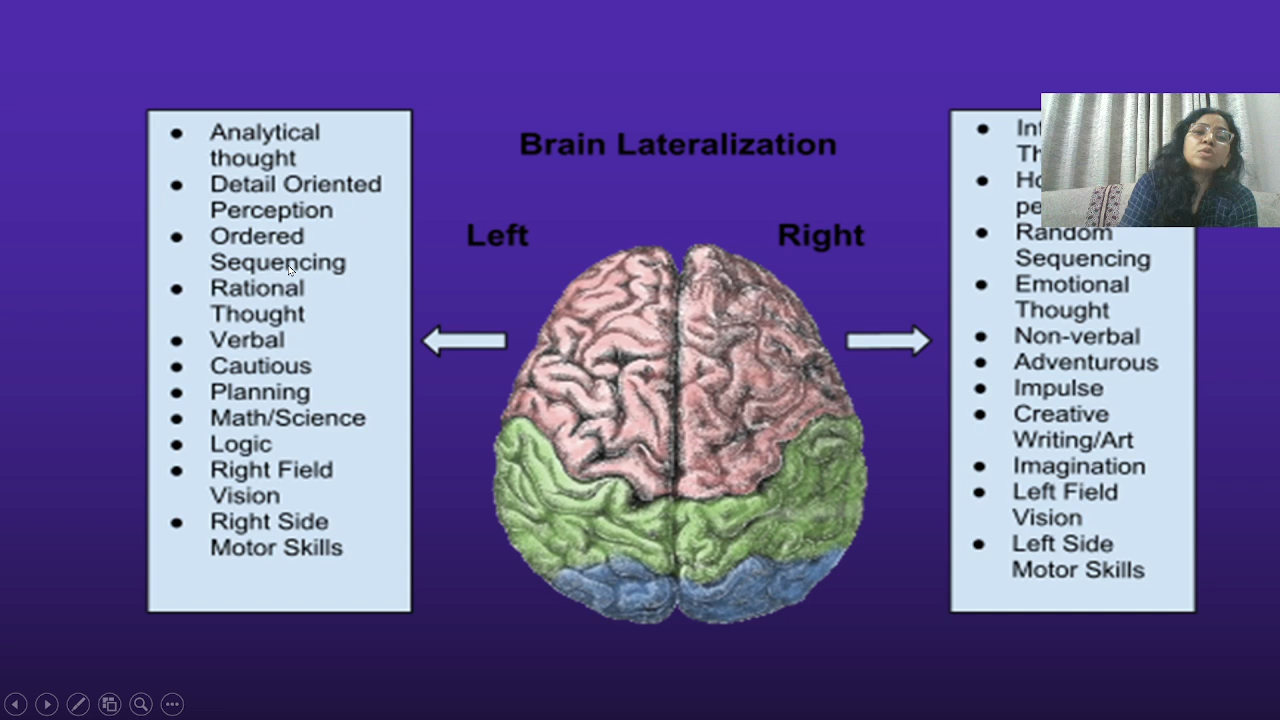 Brain Lateralization
Left
Right
Analytical
thought
Detail Oriented
Perception
Ordered
Sequencing
Rational
Thought
Verbal
Cautious
Planning
Math/Science
Logic
Right Field
Vision
Right Side
Motor Skills
Random
Sequencing
Emotional
Thought
Non-verbal
Adventurous
Impulse
Creative
Writing/Art
Imagination
Left Field
Vision
Left Side
Motor Skills